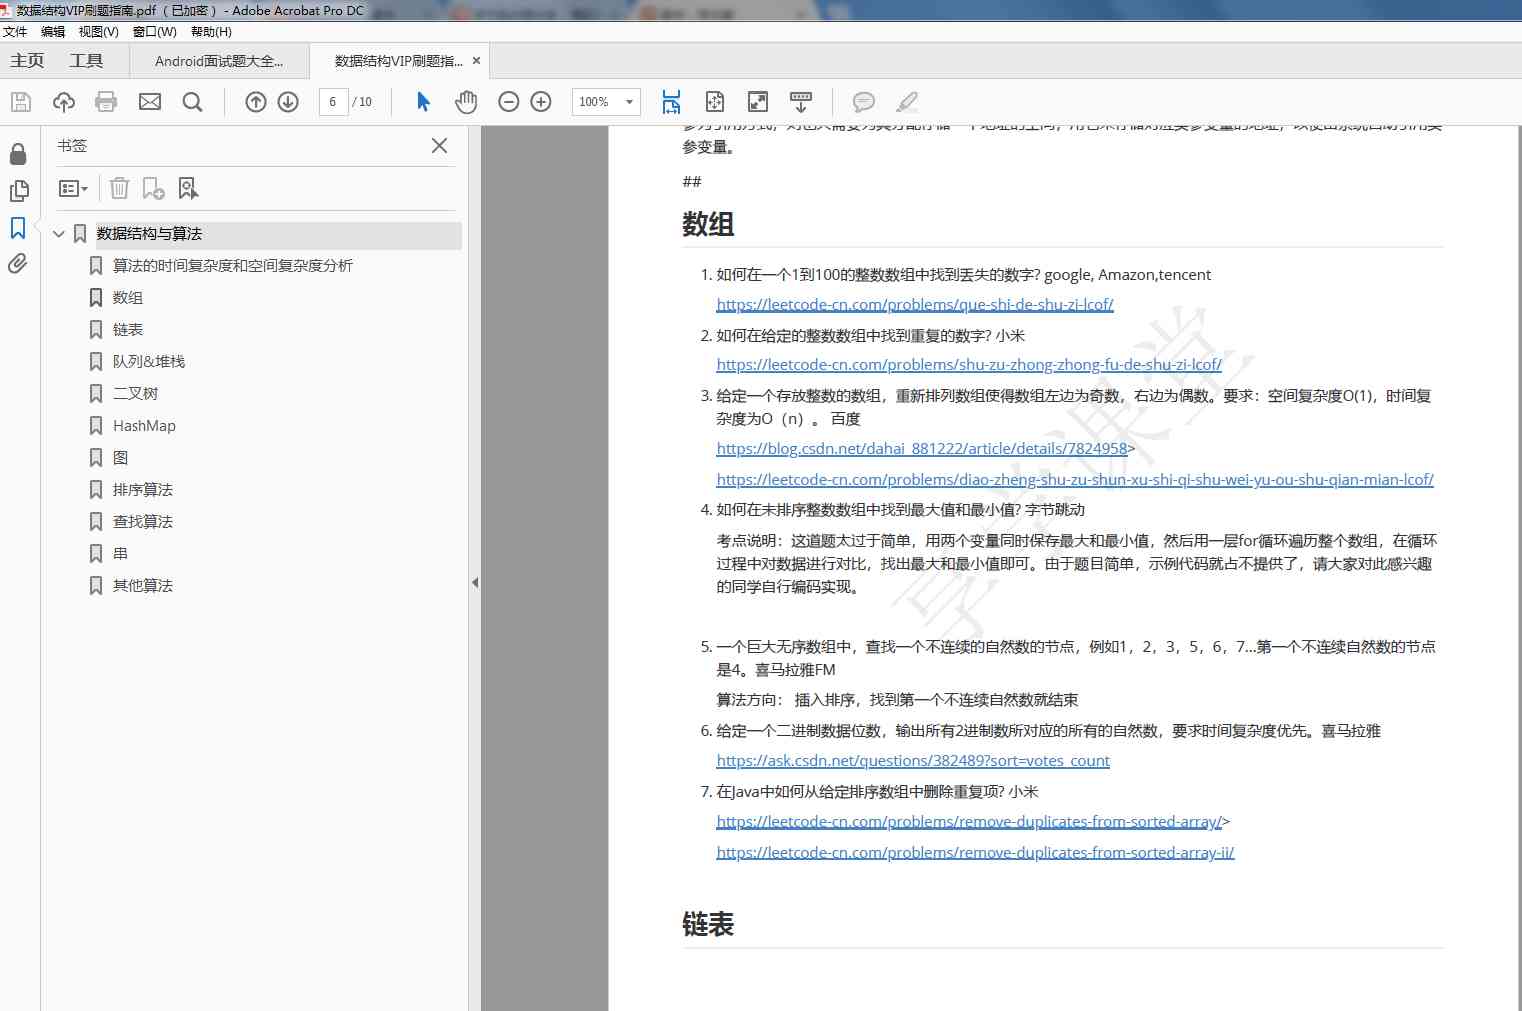 数据结构VIP刷题指南.pdf（已加密） - Adobe Acrobat Pro DC
文件 编辑 视图(V) 窗口(W) 帮助(H)
主页 工具 Android面试题大全... 数据结构VIP刷题指... ×
6 / 10 100%
书签
数据结构与算法
算法的时间复杂度和空间复杂度分析
数组
链表
队列&堆栈
二叉树
HashMap
图
排序算法
查找算法
串
其他算法
参变量。
##
数组
1. 如何在一个1到100的整数数组中找到丢失的数字? google, Amazon,tencent
https://leetcode-cn.com/problems/que-shi-de-shu-zi-lcof/
2. 如何在给定的整数数组中找到重复的数字? 小米
https://leetcode-cn.com/problems/shu-zu-zhong-zhong-fu-de-shu-zi-lcof/
3. 给定一个存放整数的数组，重新排列数组使得数组左边为奇数，右边为偶数。要求：空间复杂度O(1)，时间复
杂度为O（n）。 百度
https://blog.csdn.net/dahai_881222/article/details/7824958>
https://leetcode-cn.com/problems/diao-zheng-shu-zu-shun-xu-shi-qi-shu-wei-yu-ou-shu-qian-mian-lcof/
4. 如何在未排序整数数组中找到最大值和最小值? 字节跳动
考点说明：这道题太过于简单，用两个变量同时保存最大和最小值，然后用一层for循环遍历整个数组，在循环
过程中对数据进行对比，找出最大和最小值即可。由于题目简单，示例代码就占不提供了，请大家对此感兴趣
的同学自行编码实现。
5. 一个巨大无序数组中，查找一个不连续的自然数的节点，例如1，2，3，5，6，7...第一个不连续自然数的节点
是4。喜马拉雅FM
算法方向： 插入排序，找到第一个不连续自然数就结束
6. 给定一个二进制数据位数，输出所有2进制数所对应的所有的自然数，要求时间复杂度优先。喜马拉雅
https://ask.csdn.net/questions/382489?sort=votes_count
7. 在Java中如何从给定排序数组中删除重复项? 小米
https://leetcode-cn.com/problems/remove-duplicates-from-sorted-array/>
https://leetcode-cn.com/problems/remove-duplicates-from-sorted-array-ii/
链表
享学课堂